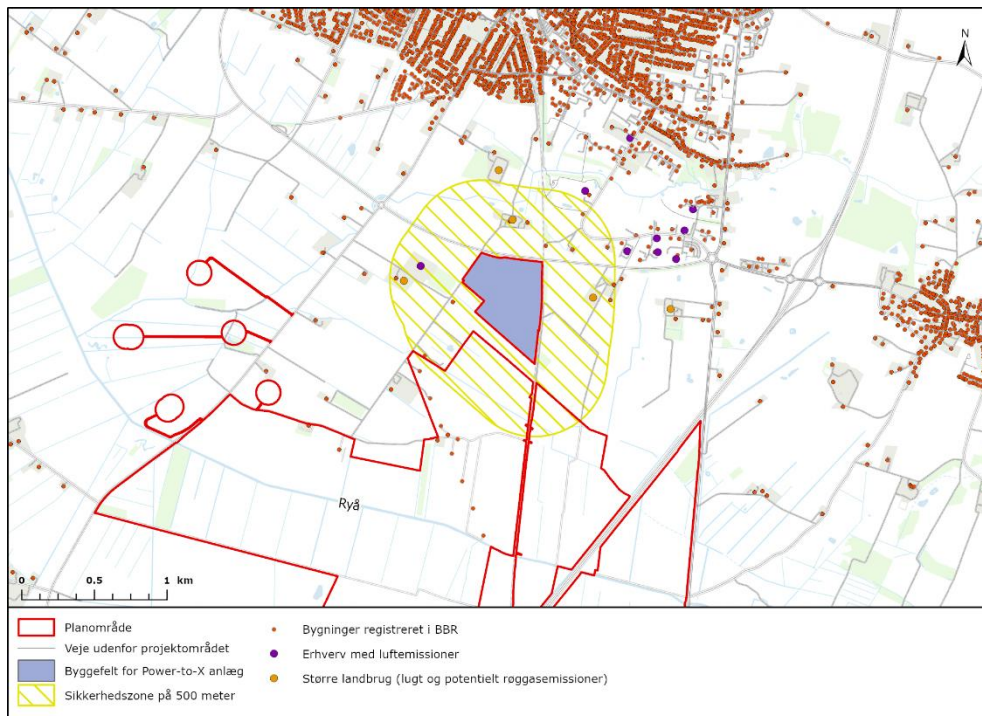 N
Ryå
0 0.5 1 km
Planområde
Veje udenfor projektområdet
Byggefelt for Power-to-X anlæg
Sikkerhedszone på 500 meter
Bygninger registreret i BBR
Erhverv med luftemissioner
Større landbrug (lugt og potentielt røggasemissioner)